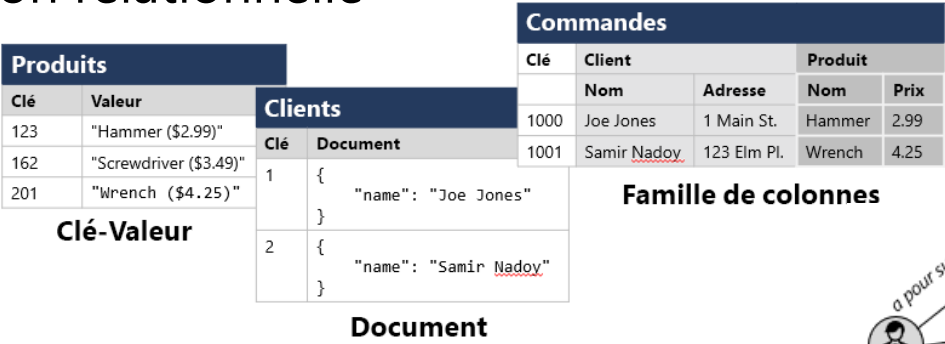 Produits
Clé Valeur
123 "Hammer ($2.99)"
162 "Screwdriver ($3.49)"
201 "Wrench ($4.25)"
Clé-Valeur
Clients
Clé Document
1 {
"name": "Joe Jones"
}
2 {
"name": "Samir Nadoy"
}
Document
Commandes
Clé Client Produit
Nom Adresse Nom Prix
1000 Joe Jones 1 Main St. Hammer 2.99
1001 Samir Nadoy 123 Elm Pl. Wrench 4.25
Famille de colonnes
a pour